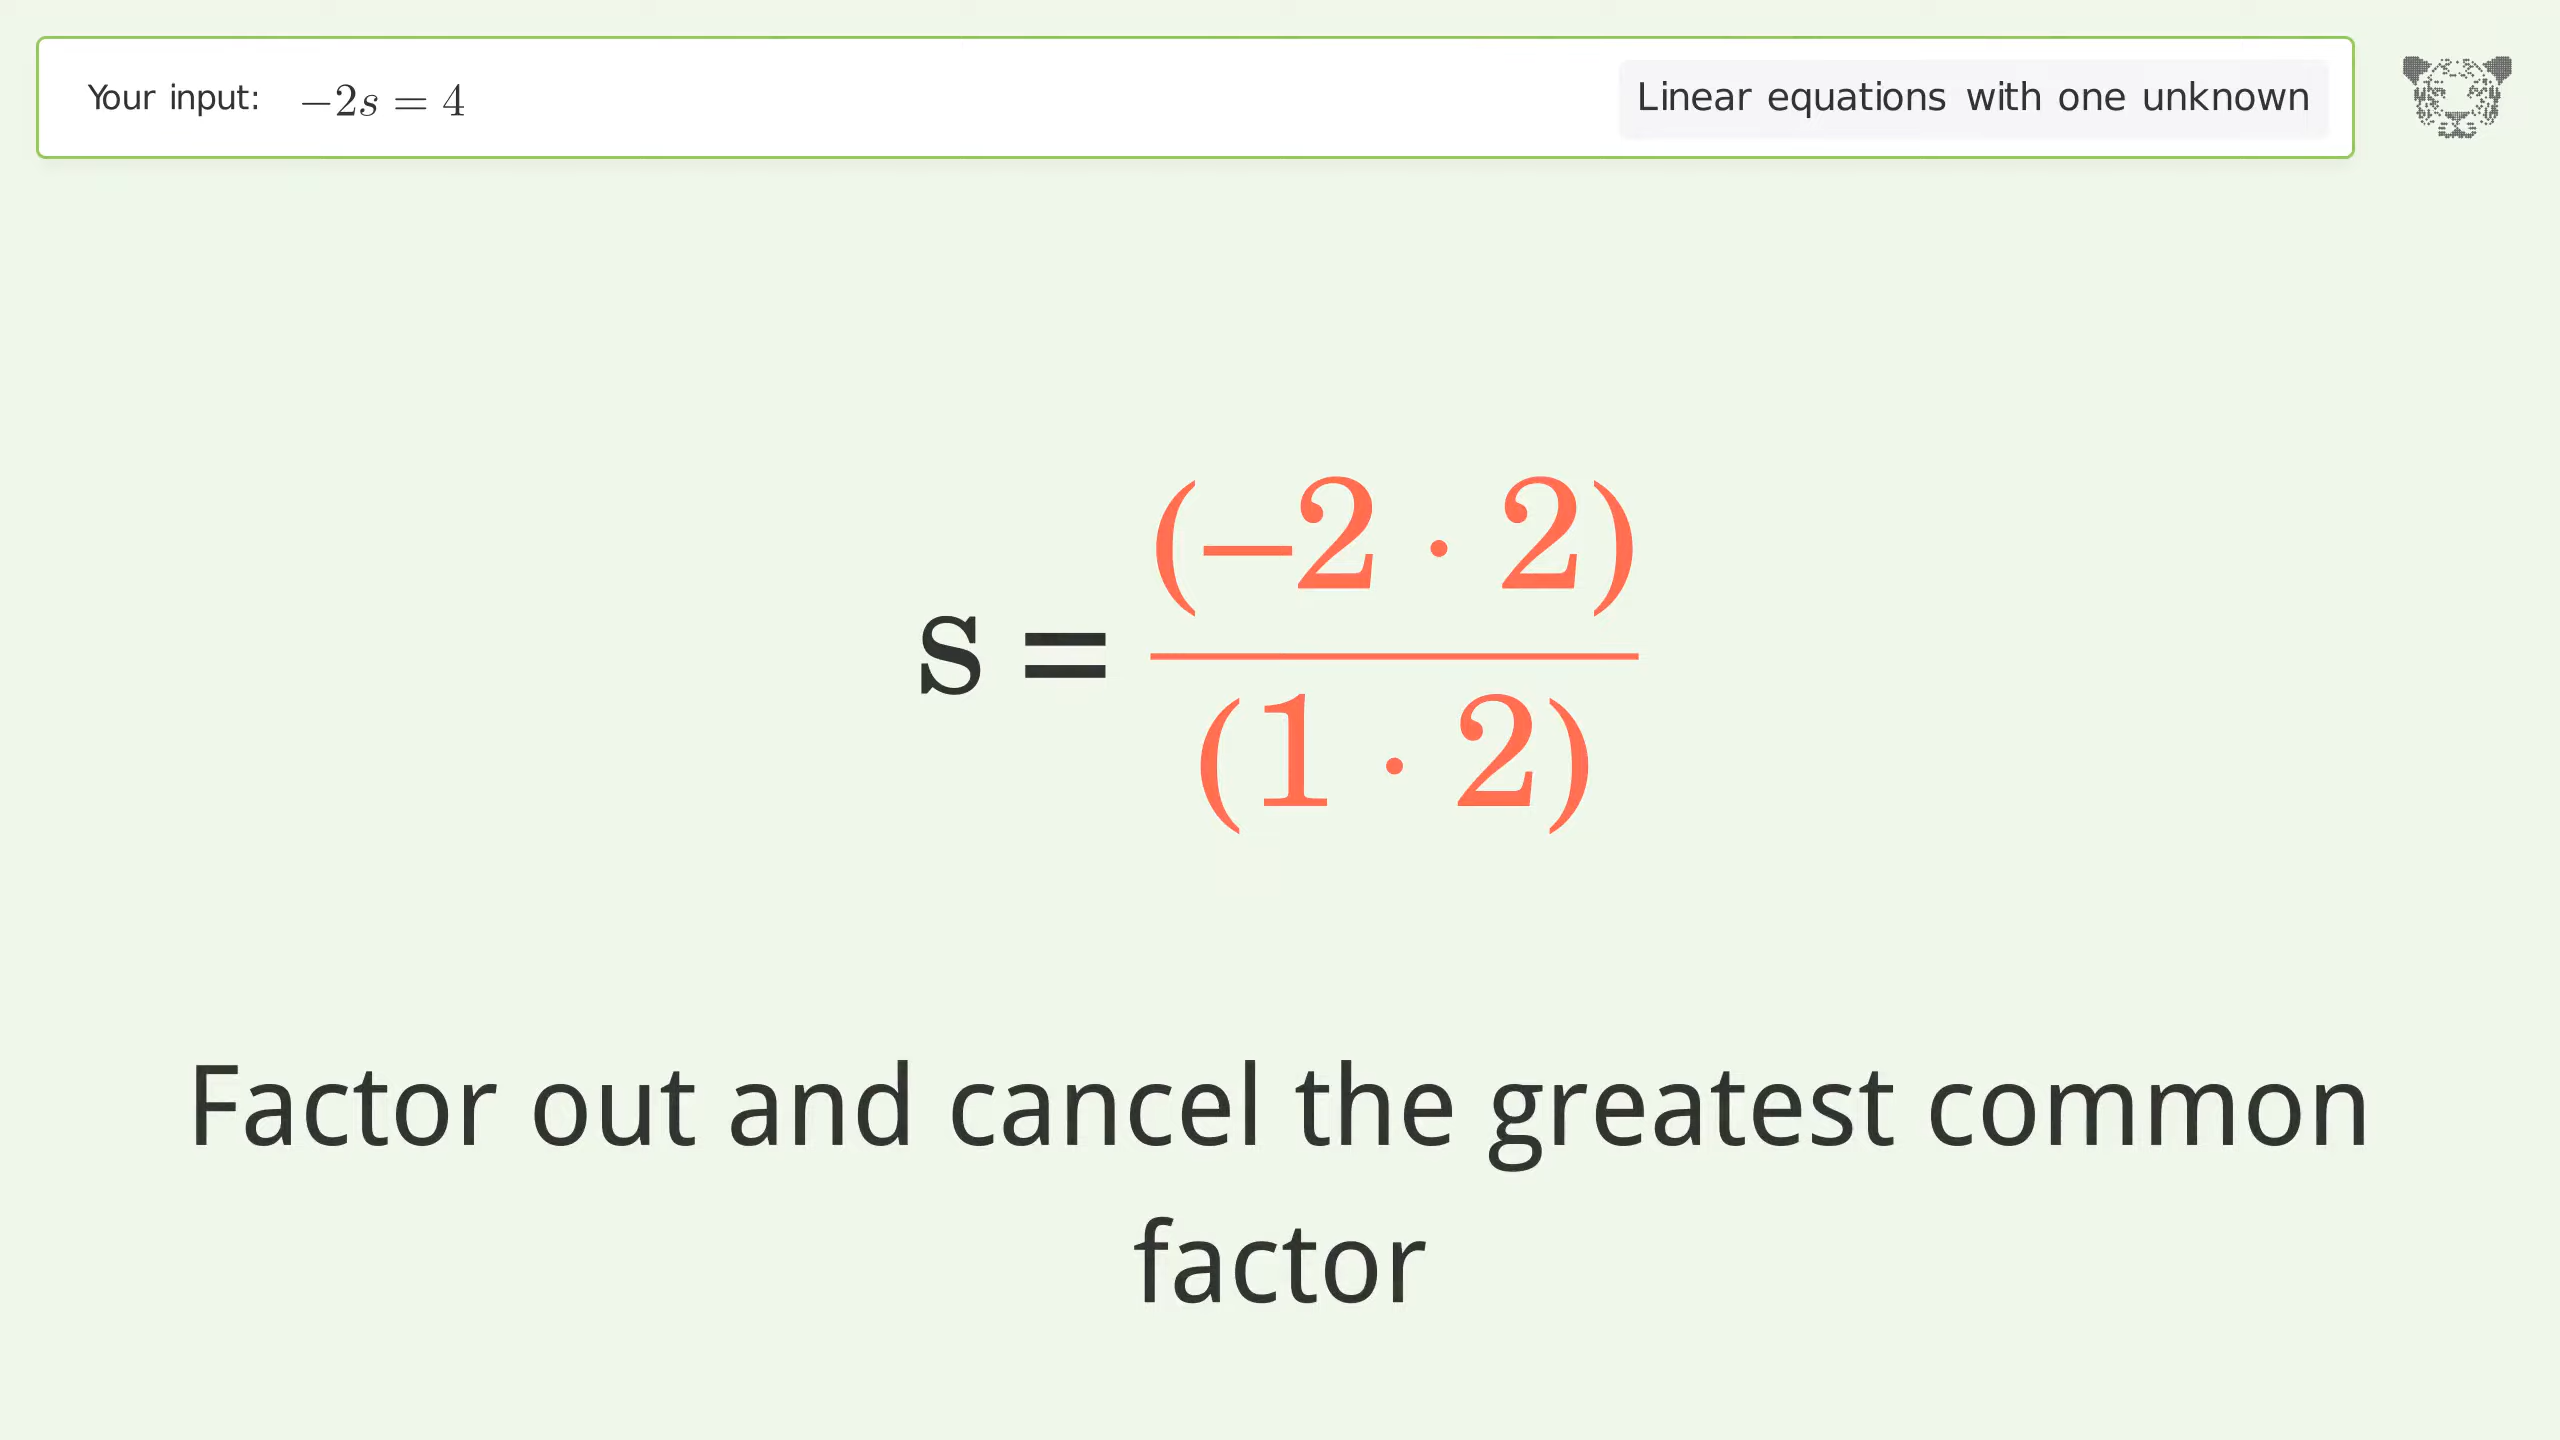 Your input: −2s = 4
Linear equations with one unknown
s = (−2 · 2) / (1 · 2)
Factor out and cancel the greatest common
factor